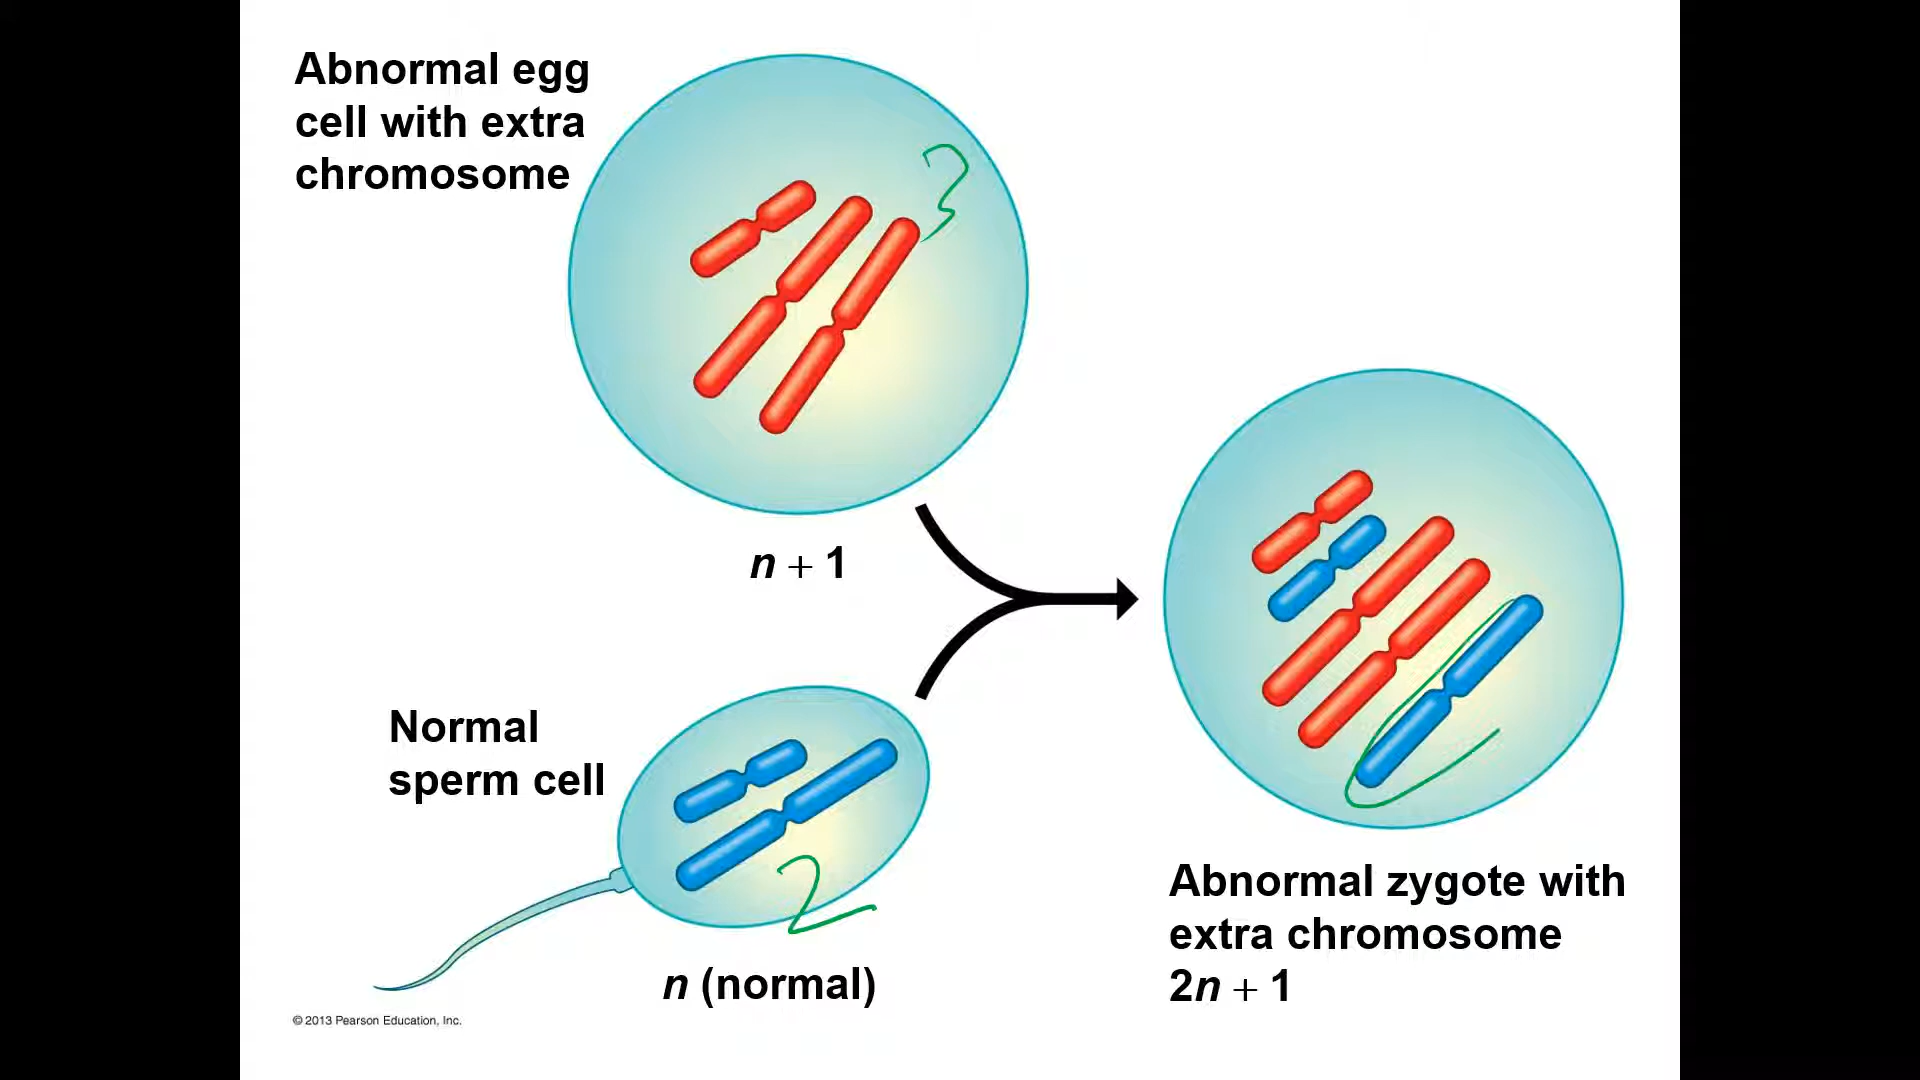 Abnormal egg
cell with extra
chromosome
3
n + 1
Normal
sperm cell
2
n (normal)
Abnormal zygote with
extra chromosome
2n + 1
© 2013 Pearson Education, Inc.